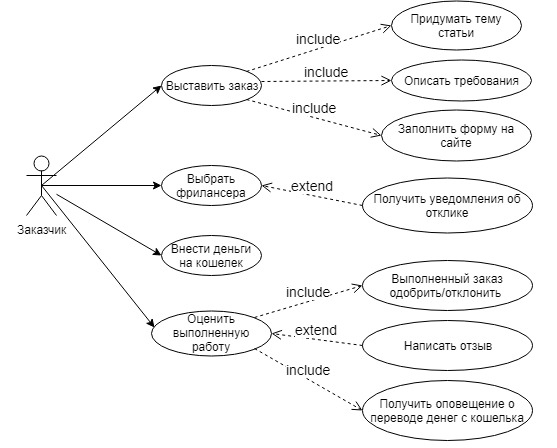 Придумать тему
статьи
include
include
Выставить заказ
Описать требования
include
Заполнить форму на
сайте
Выбрать
фрилансера
extend
Получить уведомления об
отклике
Заказчик
Внести деньги
на кошелек
Выполненный заказ
одобрить/отклонить
include
Оценить
выполненную
работу
extend
Написать отзыв
include
Получить оповещение о
переводе денег с кошелька